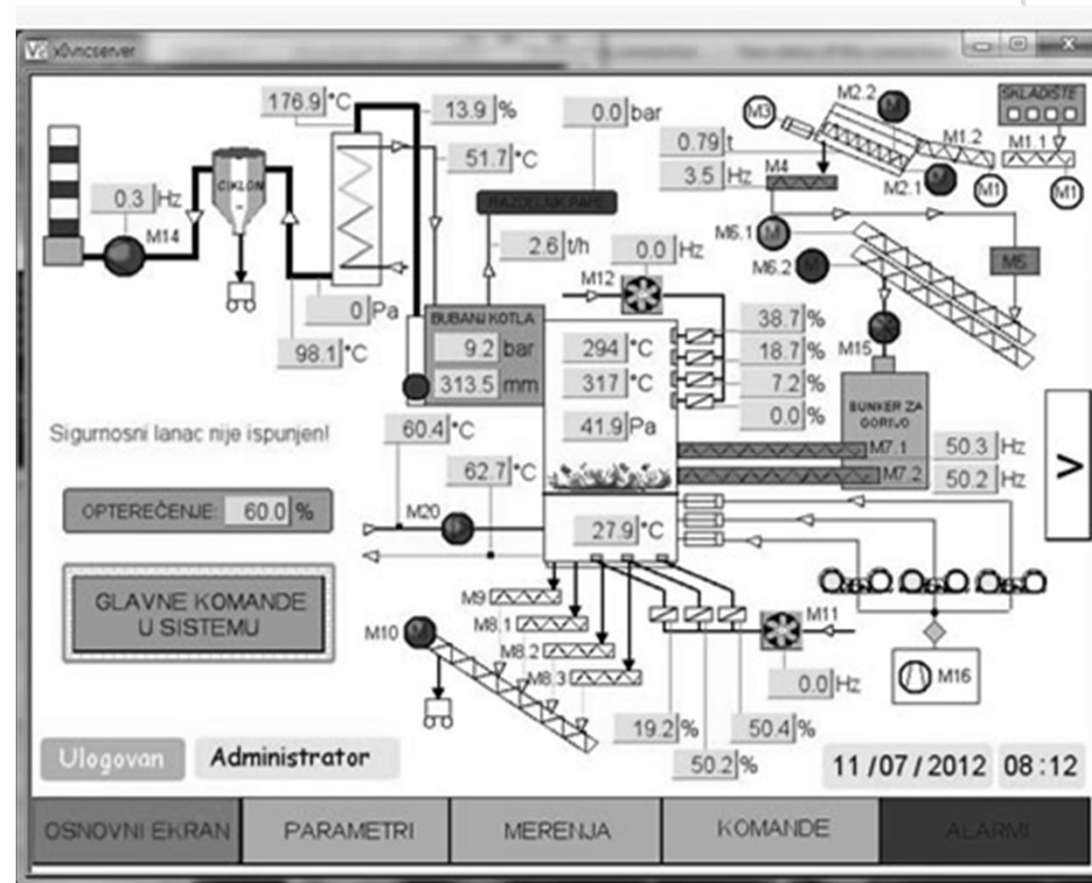 x0vncserver
176.9 °C
13.9 %
0.0 bar
M2.2
M3
M
SKLADIŠTE
51.7 °C
0.79 t
M1.2
M1.1
CIKLON
3.5 Hz
M4
M2.1
M
M1
M1
0.3 Hz
M14
RAZDELNIK PARE
2.6 t/h
0.0 Hz
M6.1
M
M6.2
M
M5
M12
0 Pa
BUBANJ KOTLA
38.7 %
98.1 °C
9.2 bar
294 °C
18.7 %
M15
313.5 mm
317 °C
7.2 %
0.0 %
BUNKER ZA
GORIVO
Sigurnosni lanac nije ispunjen!
60.4 °C
41.9 Pa
M7.1
50.3 Hz
62.7 °C
M7.2
50.2 Hz
>
OPTEREČENJE: 60.0 %
M20
27.9 °C
GLAVNE KOMANDE
U SISTEMU
M9
M8.1
M10
M
M11
M8.2
M8.3
0.0 Hz
M16
19.2 %
50.4 %
50.2 %
Ulogovan
Administrator
11/07/2012 08:12
OSNOVNI EKRAN
PARAMETRI
MERENJA
KOMANDE
ALARMI